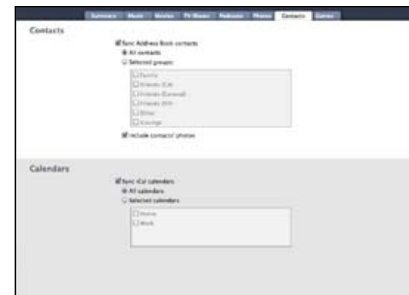 Summary Music Movies TV Shows Podcasts Photos Contacts Games
Contacts
Sync Address Book contacts
All contacts
Selected groups:
Family
Other
Include contacts' photos
Calendars
Sync iCal calendars
All calendars
Selected calendars
Home
Work